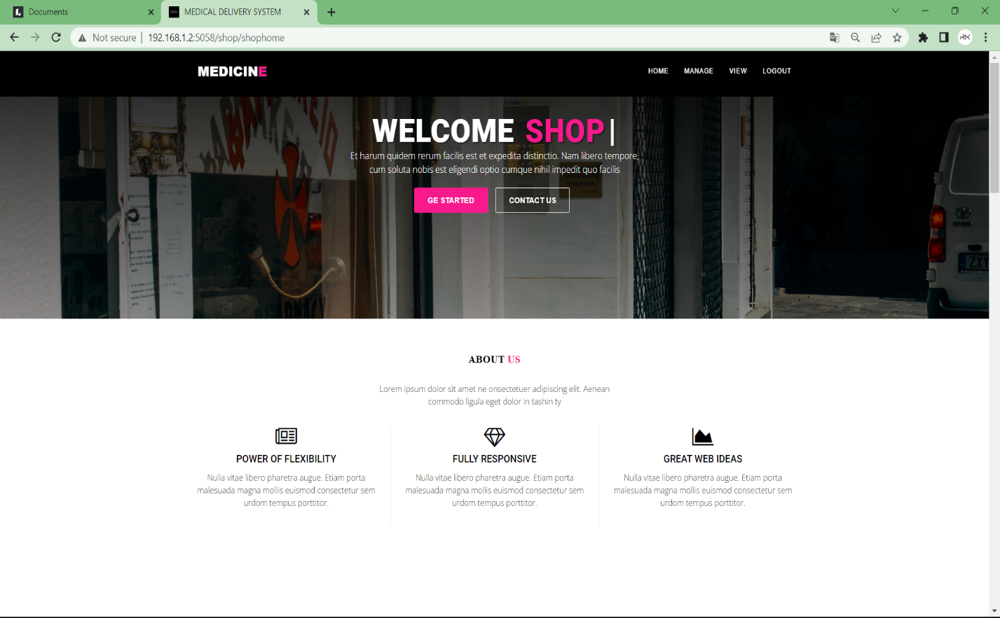 Documents
MEDICAL DELIVERY SYSTEM
Not secure | 192.168.1.2:5058/shop/shophome
RK
MEDICINE
HOME MANAGE VIEW LOGOUT
WELCOME SHOP|
Et harum quidem rerum facilis est et expedita distinctio. Nam libero tempore,
cum soluta nobis est eligendi optio cumque nihil impedit quo facilis
GE STARTED
CONTACT US
TOYOTA
ZXY
ABOUT US
Lorem ipsum dolor sit amet ne onsectetuer adipiscing elit. Aenean
commodo ligula eget dolor in tashin ty
POWER OF FLEXIBILITY
Nulla vitae libero pharetra augue. Etiam porta
malesuada magna mollis euismod consectetur sem
urdom tempus porttitor.
FULLY RESPONSIVE
Nulla vitae libero pharetra augue. Etiam porta
malesuada magna mollis euismod consectetur sem
urdom tempus porttitor.
GREAT WEB IDEAS
Nulla vitae libero pharetra augue. Etiam porta
malesuada magna mollis euismod consectetur sem
urdom tempus porttitor.